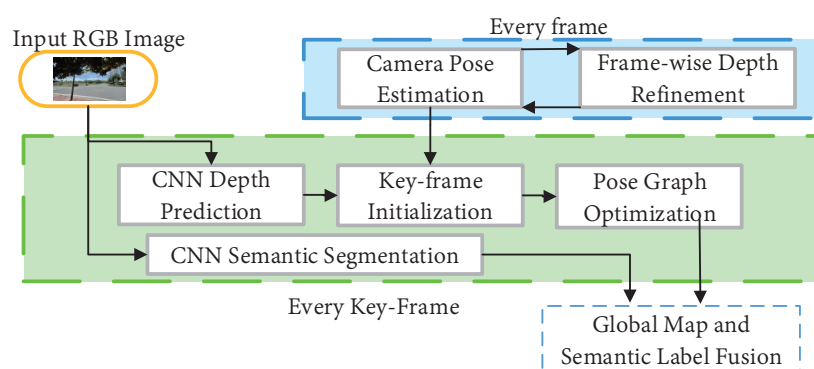 Input RGB Image
Every frame
Camera Pose
Estimation
Frame-wise Depth
Refinement
CNN Depth
Prediction
Key-frame
Initialization
Pose Graph
Optimization
CNN Semantic Segmentation
Every Key-Frame
Global Map and
Semantic Label Fusion